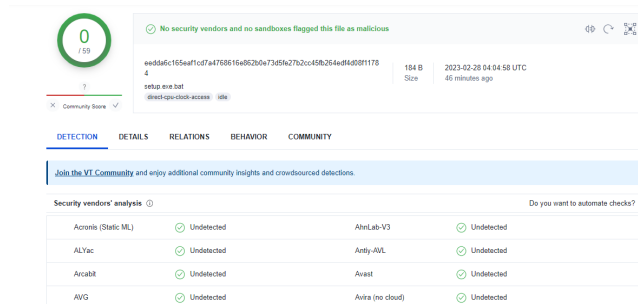 0
/ 59
?
Community Score
No security vendors and no sandboxes flagged this file as malicious
eedda6c165eaf1cd7a4768616e862b0e73d5fe27b2cc45fb264edf4d08f1178
4
setup.exe.bat
direct-cpu-clock-access idle
184 B
Size
2023-02-28 04:04:58 UTC
46 minutes ago
DETECTION DETAILS RELATIONS BEHAVIOR COMMUNITY
Join the VT Community and enjoy additional community insights and crowdsourced detections.
Security vendors' analysis Do you want to automate checks?
Acronis (Static ML) Undetected AhnLab-V3 Undetected
ALYac Undetected Antiy-AVL Undetected
Arcabit Undetected Avast Undetected
AVG Undetected Avira (no cloud) Undetected